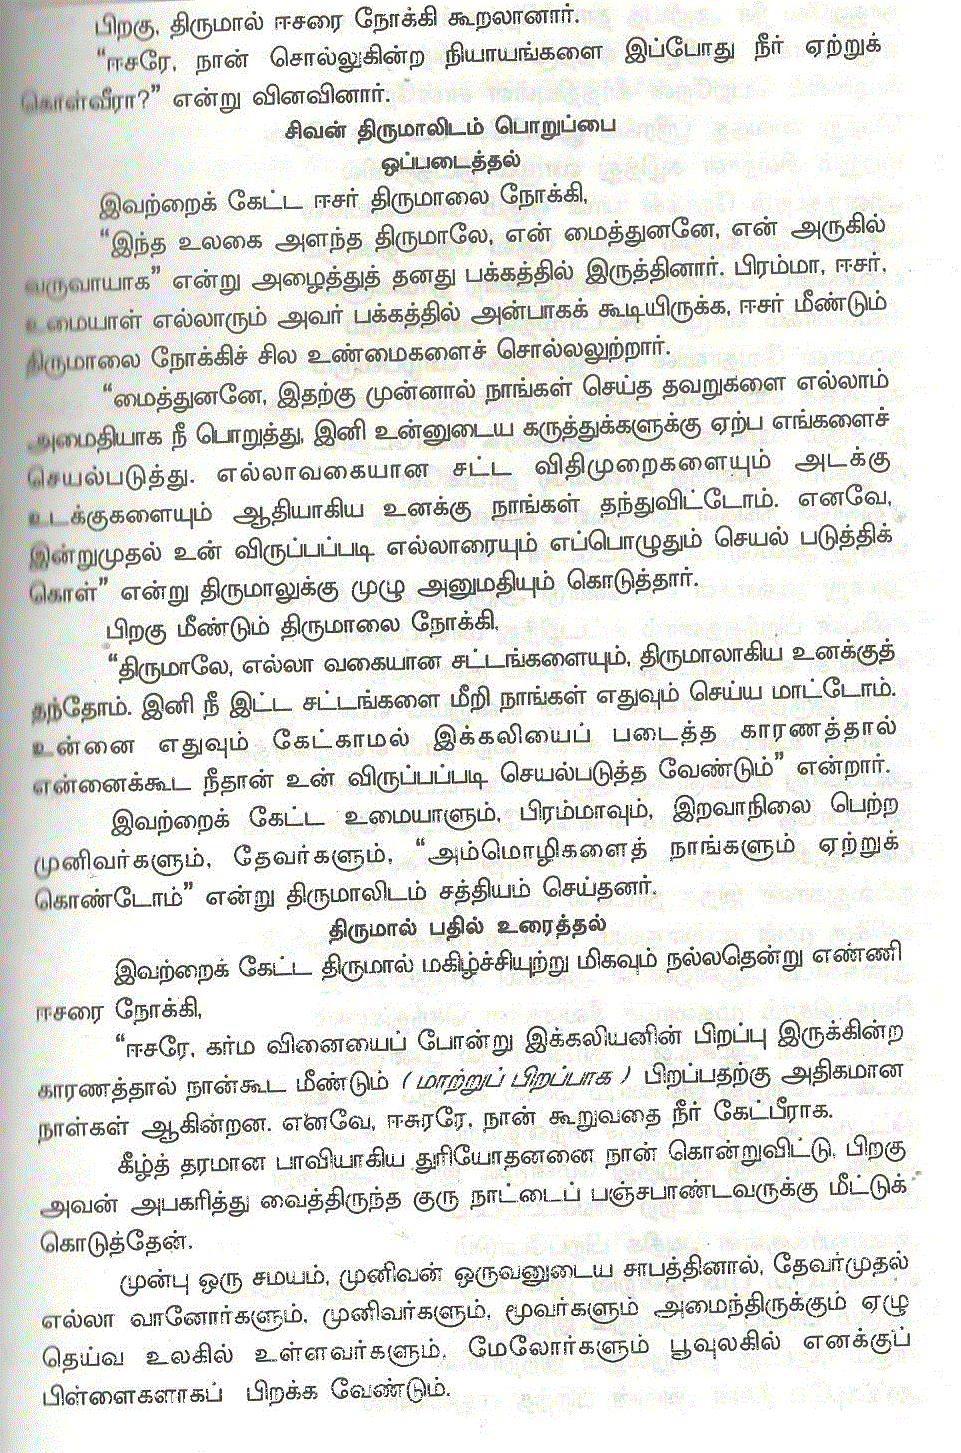 பிறகு, திருமால் ஈசரை நோக்கி கூறலானார்.
“ஈசரே, நான் சொல்லுகின்ற நியாயங்களை இப்போது நீர் ஏற்றுக்
கொள்வீரா?” என்று வினவினார்.
சிவன் திருமாலிடம் பொறுப்பை
ஒப்படைத்தல்
இவற்றைக் கேட்ட ஈசர் திருமாலை நோக்கி,
“இந்த உலகை அளந்த திருமாலே, என் மைத்துனனே, என் அருகில்
வருவாயாக” என்று அழைத்துத் தனது பக்கத்தில் இருத்தினார். பிரம்மா, ஈசர்,
உமையாள் எல்லாரும் அவர் பக்கத்தில் அன்பாகக் கூடியிருக்க, ஈசர் மீண்டும்
திருமாலை நோக்கிச் சில உண்மைகளைச் சொல்லலுற்றார்.
“மைத்துனனே, இதற்கு முன்னால் நாங்கள் செய்த தவறுகளை எல்லாம்
அமைதியாக நீ பொறுத்து, இனி உன்னுடைய கருத்துக்களுக்கு ஏற்ப எங்களைச்
செயல்படுத்து. எல்லாவகையான சட்ட விதிமுறைகளையும் அடக்கு
உடக்குகளையும் ஆதியாகிய உனக்கு நாங்கள் தந்துவிட்டோம். எனவே,
இன்றுமுதல் உன் விருப்பப்படி எல்லாரையும் எப்பொழுதும் செயல் படுத்திக்
கொள்” என்று திருமாலுக்கு முழு அனுமதியும் கொடுத்தார்.
பிறகு மீண்டும் திருமாலை நோக்கி,
“திருமாலே, எல்லா வகையான சட்டங்களையும், திருமாலாகிய உனக்குத்
தந்தோம். இனி நீ இட்ட சட்டங்களை மீறி நாங்கள் எதுவும் செய்ய மாட்டோம்.
உன்னை எதுவும் கேட்காமல் இக்கலியைப் படைத்த காரணத்தால்
என்னைக்கூட நீதான் உன் விருப்பப்படி செயல்படுத்த வேண்டும்” என்றார்.
இவற்றைக் கேட்ட உமையாளும், பிரம்மாவும், இறவாநிலை பெற்ற
முனிவர்களும், தேவர்களும், “அம்மொழிகளைத் நாங்களும் ஏற்றுக்
கொண்டோம்” என்று திருமாலிடம் சத்தியம் செய்தனர்.
திருமால் பதில் உரைத்தல்
இவற்றைக் கேட்ட திருமால் மகிழ்ச்சியுற்று மிகவும் நல்லதென்று எண்ணி
ஈசரை நோக்கி,
“ஈசரே, கர்ம வினையைப் போன்று இக்கலியனின் பிறப்பு இருக்கின்ற
காரணத்தால் நான்கூட மீண்டும் (மாற்றுப் பிறப்பாக) பிறப்பதற்கு அதிகமான
நாள்கள் ஆகின்றன. எனவே, ஈசுரரே, நான் கூறுவதை நீர் கேட்பீராக.
கீழ்த் தரமான பாவியாகிய துரியோதனனை நான் கொன்றுவிட்டு, பிறகு
அவன் அபகரித்து வைத்திருந்த குரு நாட்டைப் பஞ்சபாண்டவருக்கு மீட்டுக்
கொடுத்தேன்.
முன்பு ஒரு சமயம், முனிவன் ஒருவனுடைய சாபத்தினால், தேவர்முதல்
எல்லா வானோர்களும், முனிவர்களும், மூவர்களும் அமைந்திருக்கும் ஏழு
தெய்வ உலகில் உள்ளவர்களும், மேலோர்களும் பூவுலகில் எனக்குப்
பிள்ளைகளாகப் பிறக்க வேண்டும்.